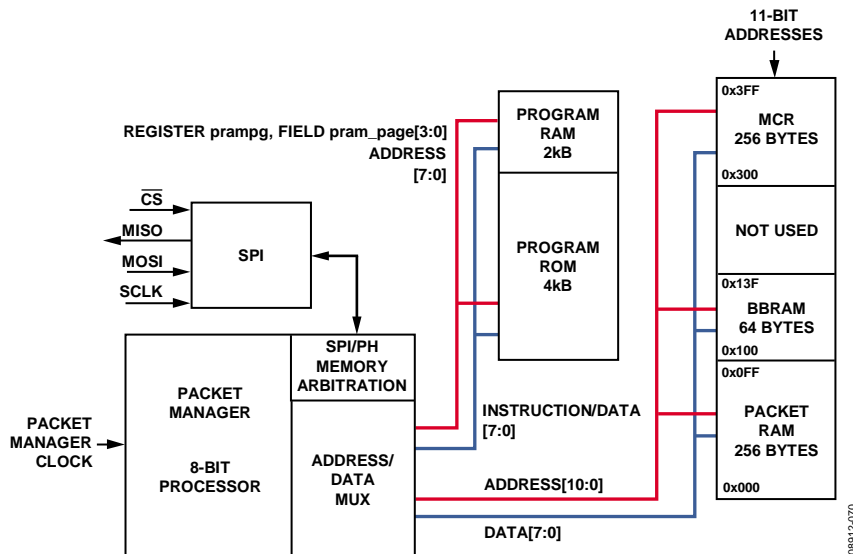 11-BIT
ADDRESSES
0x3FF
MCR
256 BYTES
0x300
NOT USED
0x13F
BBRAM
64 BYTES
0x100
0x0FF
PACKET
RAM
256 BYTES
0x000
PROGRAM
RAM
2kB
PROGRAM
ROM
4kB
REGISTER prampg, FIELD pram_page[3:0]
ADDRESS
[7:0]
CS
MISO
MOSI
SCLK
SPI
SPI/PH
MEMORY
ARBITRATION
PACKET
MANAGER
8-BIT
PROCESSOR
ADDRESS/
DATA
MUX
PACKET
MANAGER
CLOCK
INSTRUCTION/DATA
[7:0]
ADDRESS[10:0]
DATA[7:0]
08912-070